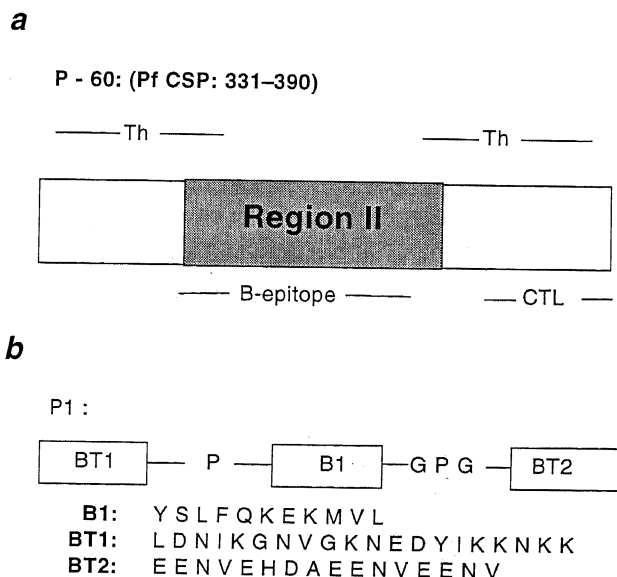 a
P - 60: (Pf CSP: 331–390)
Th Th
Region II
B-epitope CTL
b
P1 :
BT1 P B1 G P G BT2
B1: Y S L F Q K E K M V L
BT1: L D N I K G N V G K N E D Y I K K N K K
BT2: E E N V E H D A E E N V E E N V